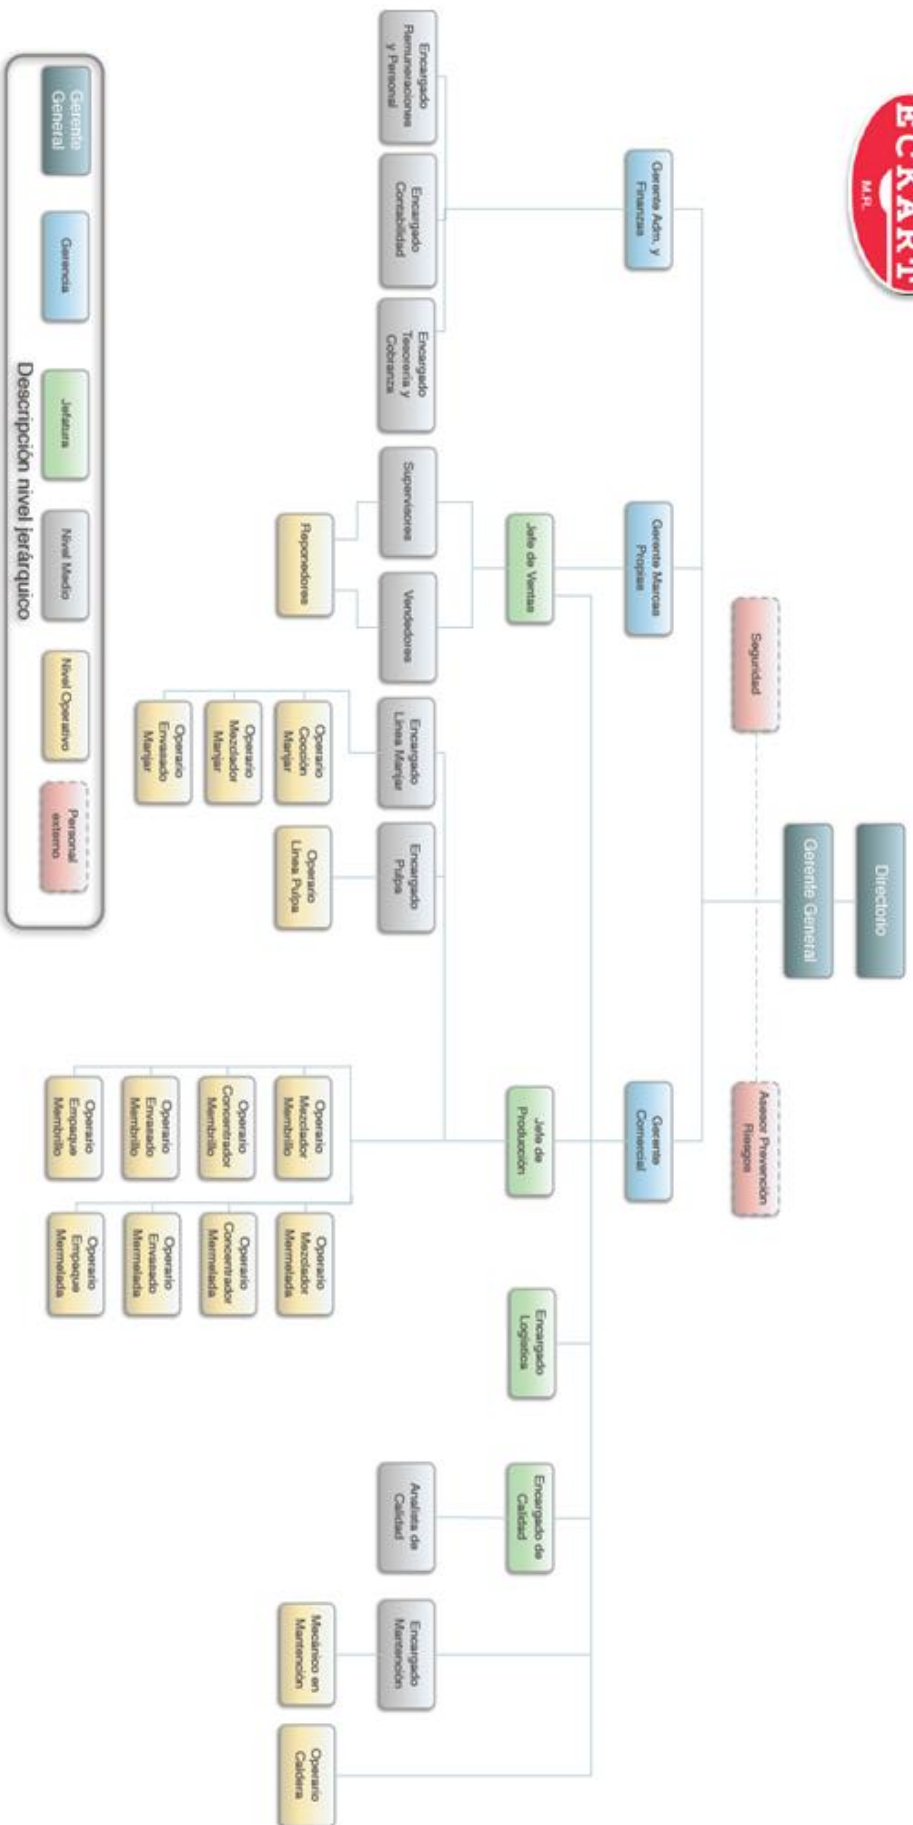 ECKART
M.R.
Directorio
Gerente General
Seguridad
Asesor Prevención
Riesgos
Gerente Adm. y
Finanzas
Gerente Marcas
Propias
Gerente
Comercial
Jefe de Ventas
Jefe de
Producción
Encargado
Logística
Encargado de
Calidad
Encargado
Remuneraciones
y Personal
Encargado
Contabilidad
Encargado
Tesorería y
Cobranza
Supervisores
Vendedores
Encargado
Línea Manjar
Encargado
Pulpa
Analista de
Calidad
Encargado
Mantención
Reponedores
Operario
Cocción
Manjar
Operario
Línea Pulpa
Operario
Mezclador
Membrillo
Operario
Mezclador
Mermelada
Mecánico en
Mantención
Operario
Caldera
Operario
Mezclador
Manjar
Operario
Concentrador
Membrillo
Operario
Concentrador
Mermelada
Operario
Envasado
Manjar
Operario
Envasado
Membrillo
Operario
Envasado
Mermelada
Operario
Empaque
Membrillo
Operario
Empaque
Mermelada
Gerente
General
Gerencia
Jefatura
Nivel Medio
Nivel Operativo
Personal
externo
Descripción nivel jerárquico